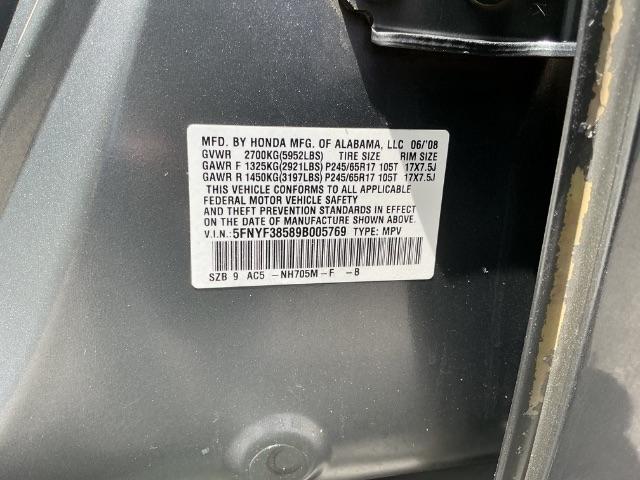 MFD. BY HONDA MFG. OF ALABAMA, LLC 06/'08
GVWR 2700KG(5952LBS) TIRE SIZE RIM SIZE
GAWR F 1325KG(2921LBS) P245/65R17 105T 17X7.5J
GAWR R 1450KG(3197LBS) P245/65R17 105T 17X7.5J
THIS VEHICLE CONFORMS TO ALL APPLICABLE
FEDERAL MOTOR VEHICLE SAFETY
AND THEFT PREVENTION STANDARDS IN EFFECT
ON THE DATE OF MANUFACTURE SHOWN ABOVE.
V.I.N.: 5FNYF38589B005769 TYPE: MPV
SZB 9 AC5 -NH705M-F -B